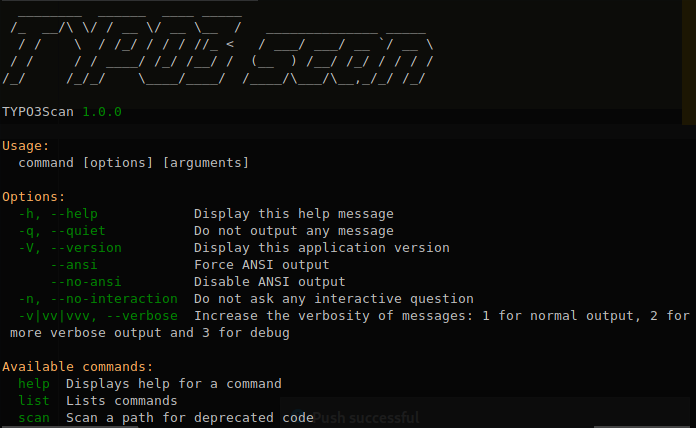 TYPO3 scan
TYPO3Scan 1.0.0
Usage:
command [options] [arguments]
Options:
-h, --help Display this help message
-q, --quiet Do not output any message
-V, --version Display this application version
--ansi Force ANSI output
--no-ansi Disable ANSI output
-n, --no-interaction Do not ask any interactive question
-v|vv|vvv, --verbose Increase the verbosity of messages: 1 for normal output, 2 for
more verbose output and 3 for debug
Available commands:
help Displays help for a command
list Lists commands
scan Scan a path for deprecated code
Push successful